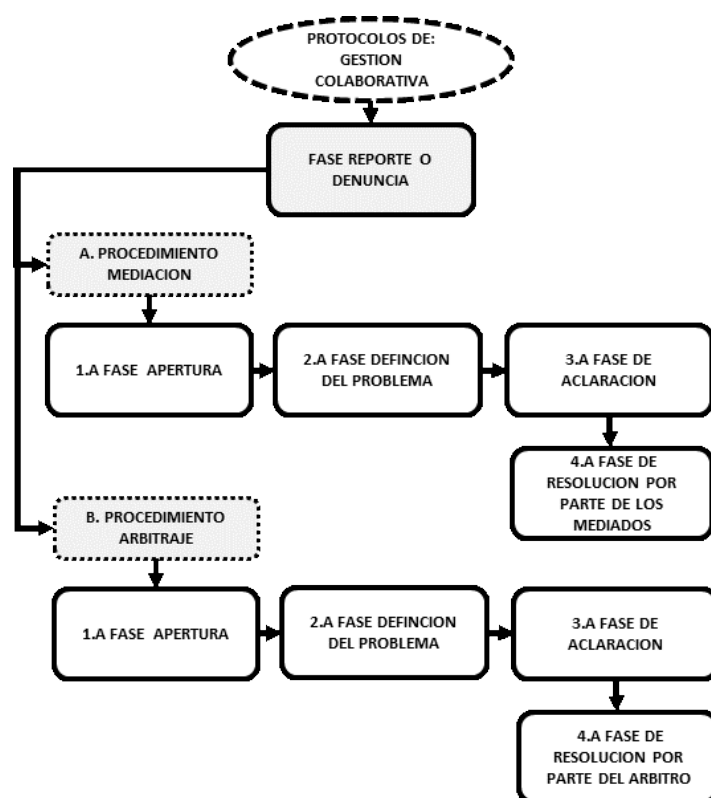 PROTOCOLOS DE:
GESTION
COLABORATIVA
FASE REPORTE O
DENUNCIA
A. PROCEDIMIENTO
MEDIACION
1.A FASE APERTURA
2.A FASE DEFINCION
DEL PROBLEMA
3.A FASE DE
ACLARACION
4.A FASE DE
RESOLUCION POR
PARTE DE LOS
MEDIADOS
B. PROCEDIMIENTO
ARBITRAJE
1.A FASE APERTURA
2.A FASE DEFINCION
DEL PROBLEMA
3.A FASE DE
ACLARACION
4.A FASE DE
RESOLUCION POR
PARTE DEL ARBITRO